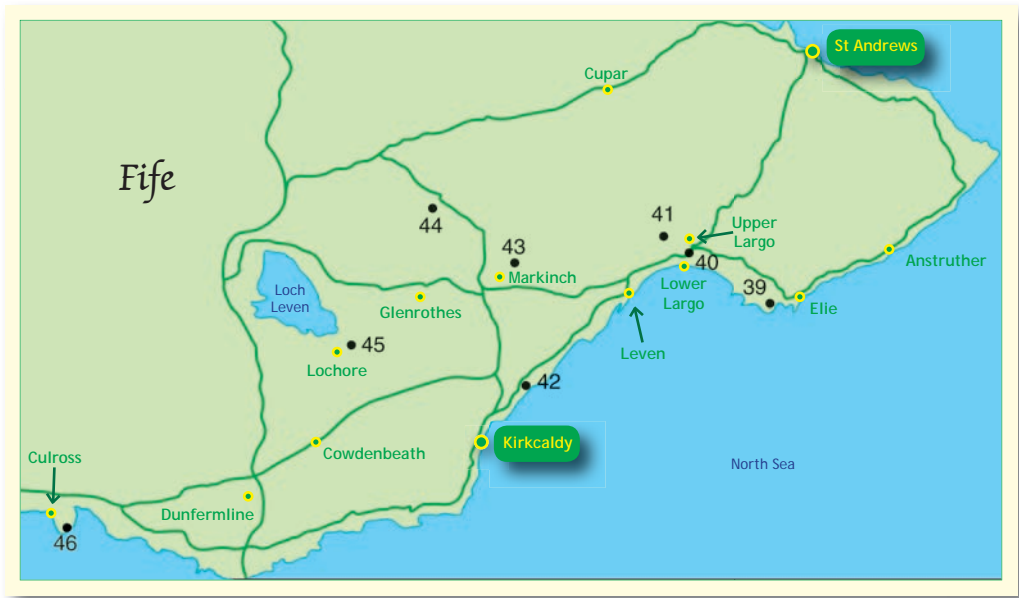 St Andrews
Cupar
Fife
44
41
Upper
Largo
43
40
Markinch
Anstruther
Loch
Leven
Glenrothes
Lower
Largo
39
Elie
45
Lochore
Leven
42
Kirkcaldy
Culross
Cowdenbeath
North Sea
Dunfermline
46